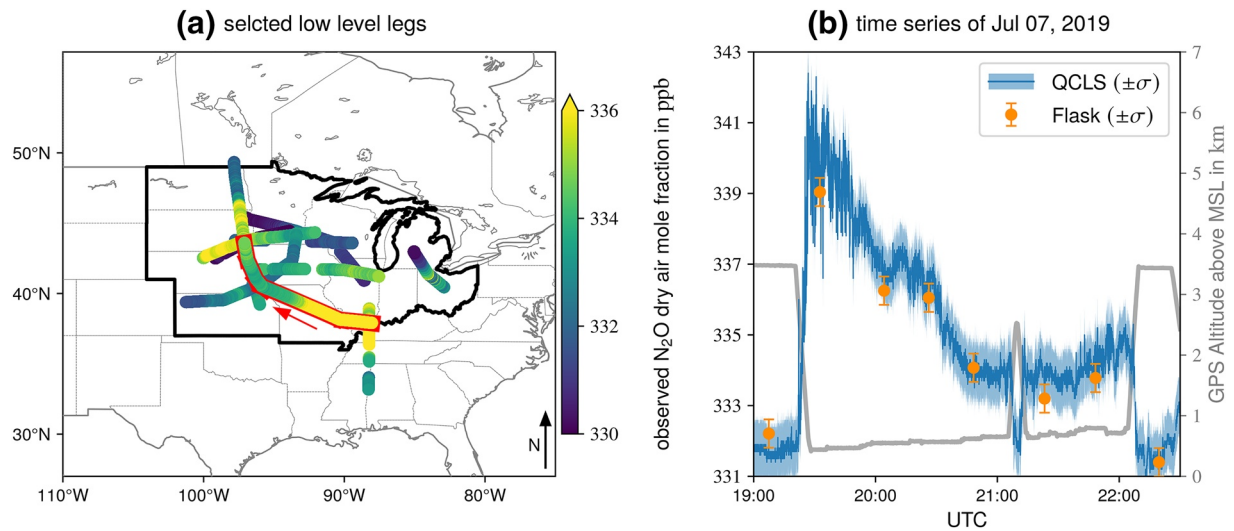 (a) selcted low level legs
50°N
40°N
30°N
110°W
100°W
90°W
80°W
N
336
334
332
330
(b) time series of Jul 07, 2019
observed N₂O dry air mole fraction in ppb
343
341
339
337
335
333
331
QCLS (±σ)
Flask (±σ)
7
6
5
4
3
2
1
0
GPS Altitude above MSL in km
19:00
20:00
21:00
22:00
UTC